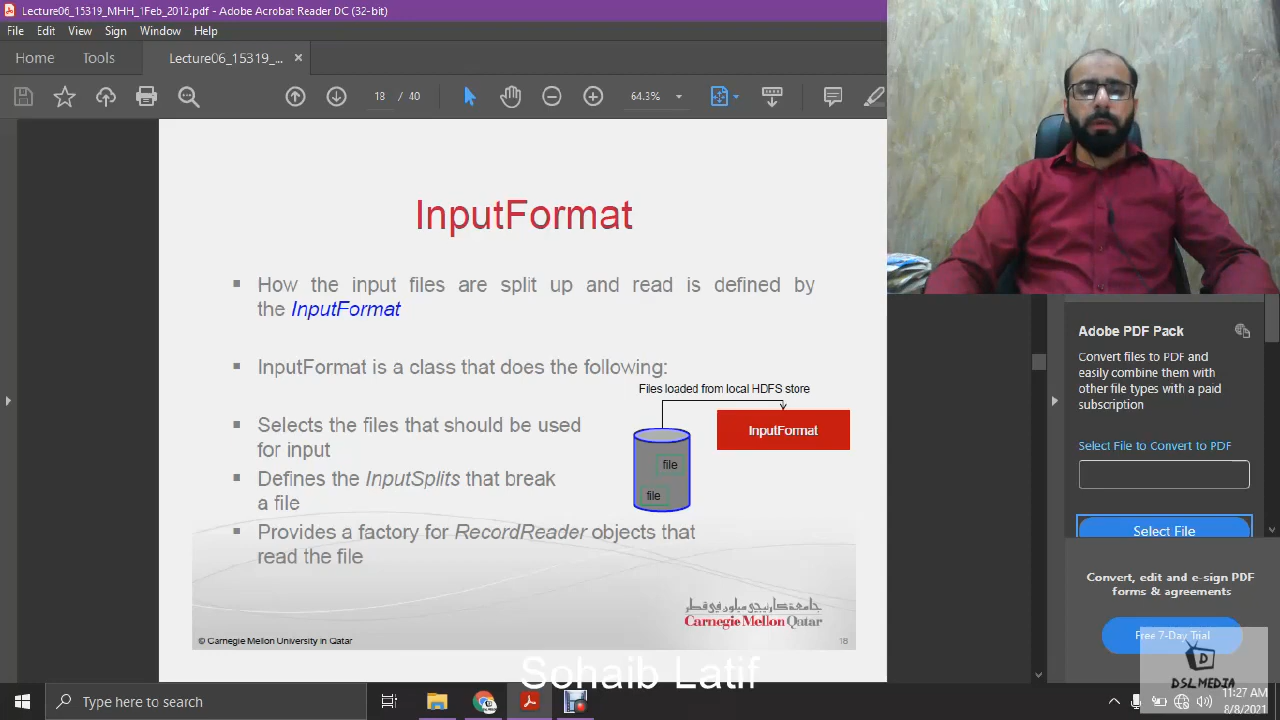 Lecture06_15319_MHH_1Feb_2012.pdf - Adobe Acrobat Reader DC (32-bit)
File Edit View Sign Window Help
Home Tools Lecture06_15319_... ×
18 / 40 64.3%
InputFormat
How the input files are split up and read is defined by
the InputFormat
InputFormat is a class that does the following:
Files loaded from local HDFS store
Selects the files that should be used
for input
InputFormat
file
file
Defines the InputSplits that break
a file
Provides a factory for RecordReader objects that
read the file
جامعة كارنيجي ميلون في قطر
Carnegie Mellon Qatar
© Carnegie Mellon University in Qatar
18
Adobe PDF Pack
Convert files to PDF and
easily combine them with
other file types with a paid
subscription
Select File to Convert to PDF
Select File
Convert, edit and e-sign PDF
forms & agreements
Free 7-Day Trial
D
DSL MEDIA
Sohaib Latif
Type here to search
11:27 AM
8/8/2021